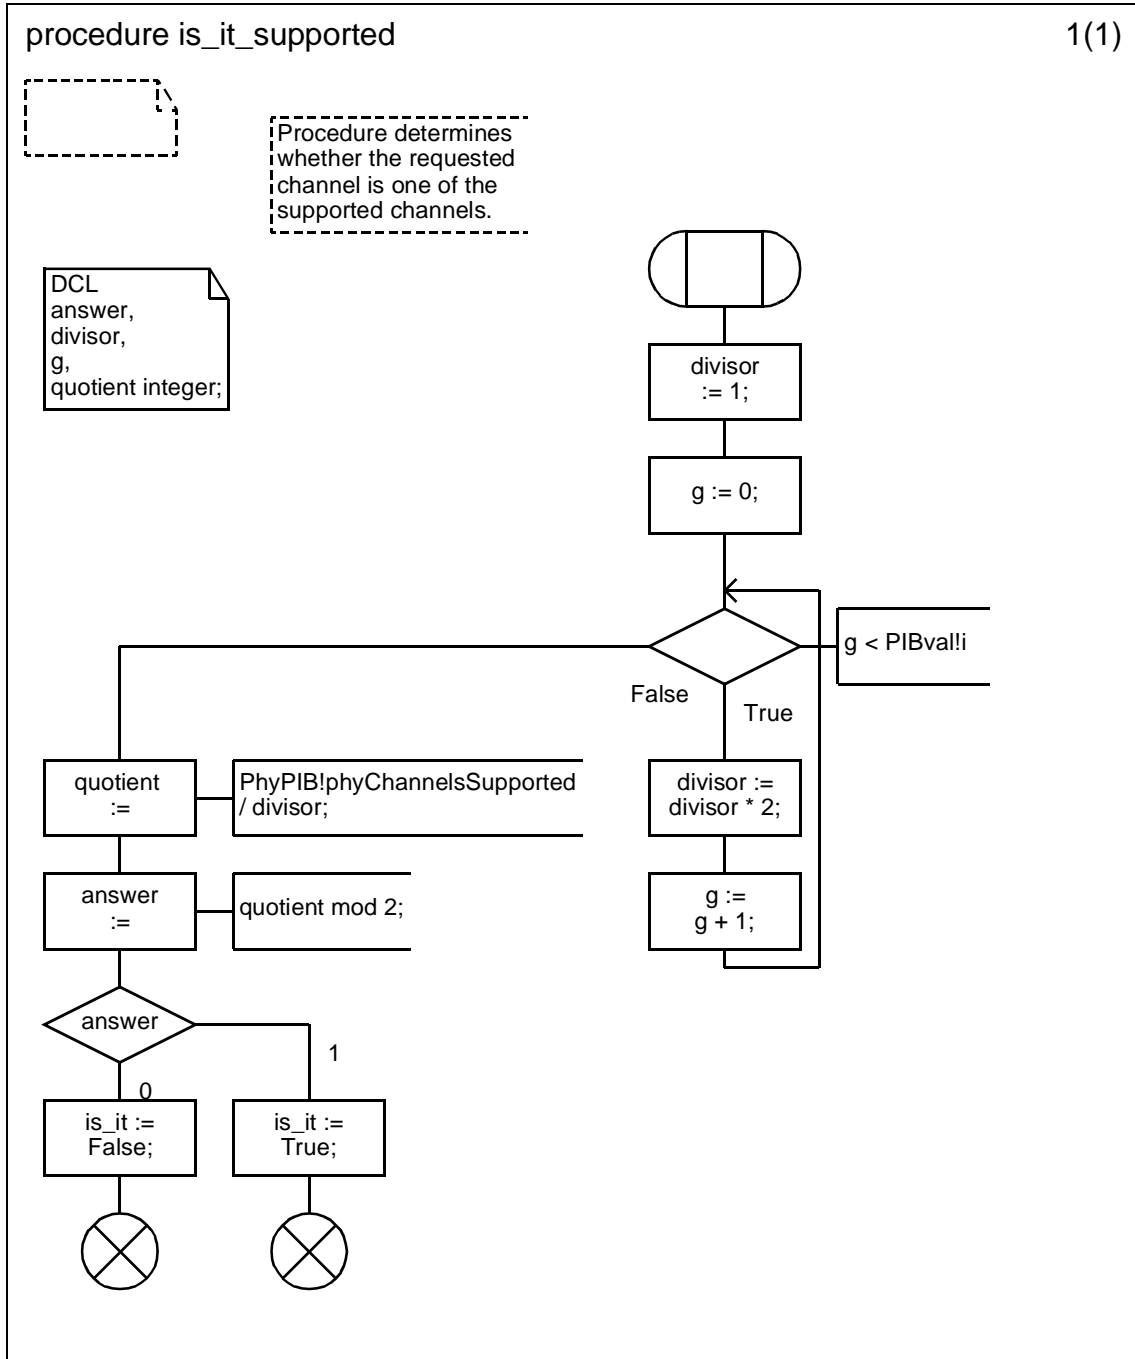 procedure is_it_supported
1(1)
Procedure determines
whether the requested
channel is one of the
supported channels.
DCL
answer,
divisor,
g,
quotient integer;
divisor
:= 1;
g := 0;
g < PIBval!i
False
True
quotient
:=
PhyPIB!phyChannelsSupported
/ divisor;
divisor :=
divisor * 2;
answer
:=
quotient mod 2;
g :=
g + 1;
answer
1
0
is_it :=
False;
is_it :=
True;